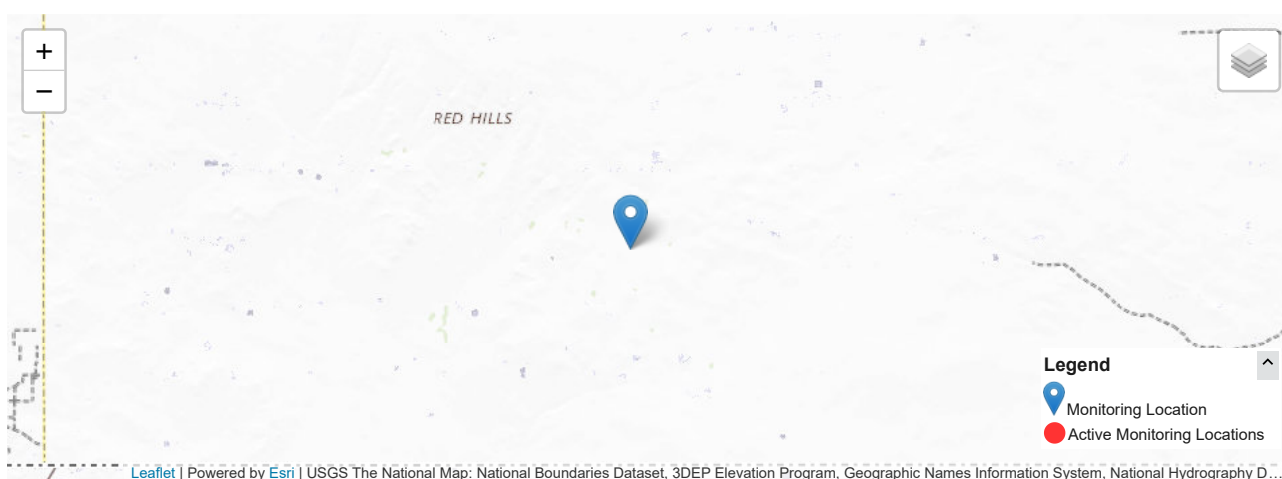 +
−
RED HILLS
Legend
^
Monitoring Location
Active Monitoring Locations
Leaflet | Powered by Esri | USGS The National Map: National Boundaries Dataset, 3DEP Elevation Program, Geographic Names Information System, National Hydrography D…